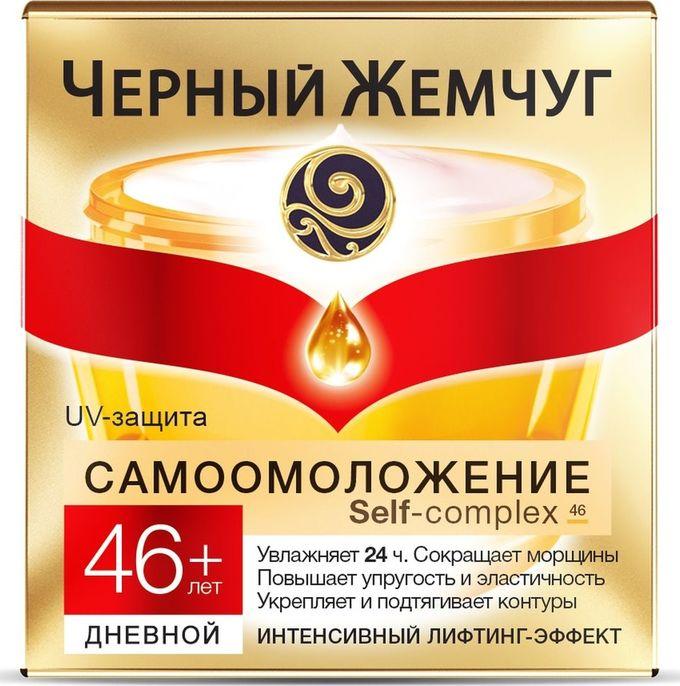 ЧЕРНЫЙ ЖЕМЧУГ
UV-защита
САМООМОЛОЖЕНИЕ
Self-complex 46
46+ лет
ДНЕВНОЙ
Увлажняет 24 ч. Сокращает морщины
Повышает упругость и эластичность
Укрепляет и подтягивает контуры
ИНТЕНСИВНЫЙ ЛИФТИНГ-ЭФФЕКТ